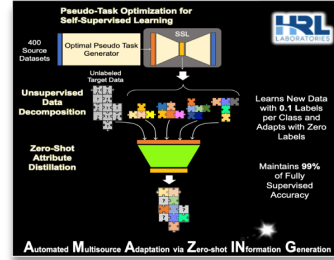 Pseudo-Task Optimization for
Self-Supervised Learning
HRL
LABORATORIES
400
Source
Datasets
Optimal Pseudo Task
Generator
SSL
Unlabeled
Target Data
Unsupervised
Data
Decomposition
Learns New Data
with 0.1 Labels
per Class and
Adapts with Zero
Labels
Zero-Shot
Attribute
Distillation
Maintains 99%
of Fully
Supervised
Accuracy
Automated Multisource Adaptation via Zero-shot INformation Generation